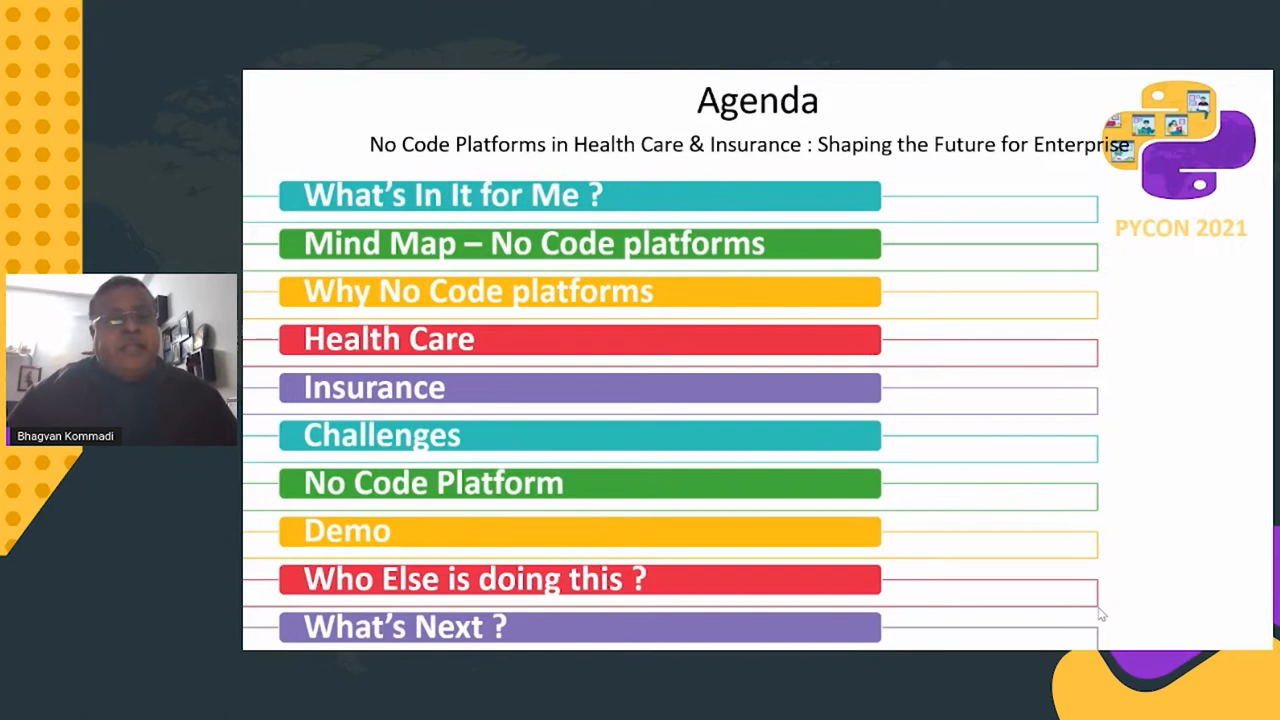 Agenda
No Code Platforms in Health Care & Insurance : Shaping the Future for Enterprise
What's In It for Me ?
Mind Map – No Code platforms
Why No Code platforms
Health Care
Insurance
Challenges
No Code Platform
Demo
Who Else is doing this ?
What's Next ?
PYCON 2021
Bhagvan Kommadi